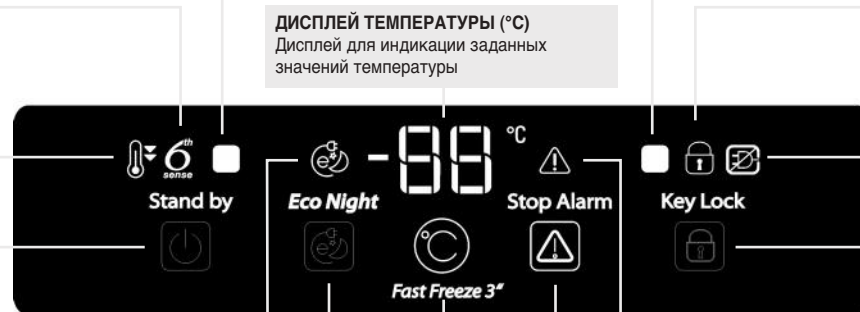 ДИСПЛЕЙ ТЕМПЕРАТУРЫ (°C)
Дисплей для индикации заданных
значений температуры
6th sense
-88 °C
Stand by
Eco Night
Stop Alarm
Key Lock
°C
Fast Freeze 3"